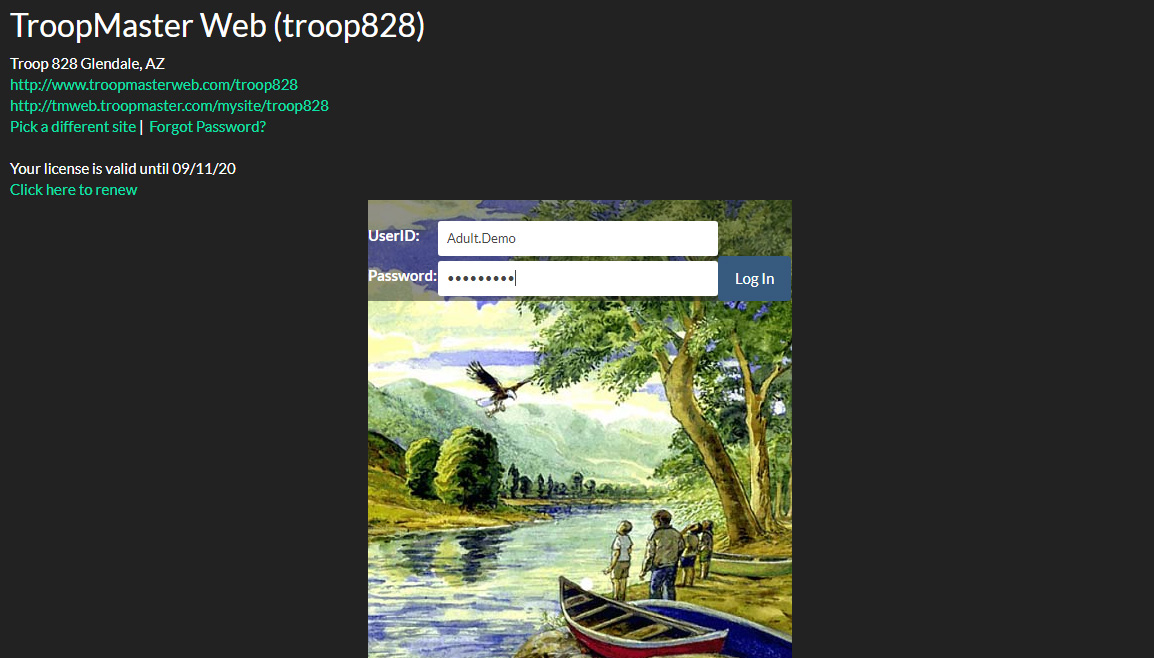 TroopMaster Web (troop828)
Troop 828 Glendale, AZ
http://www.troopmasterweb.com/troop828
http://tmweb.troopmaster.com/mysite/troop828
Pick a different site | Forgot Password?
Your license is valid until 09/11/20
Click here to renew
UserID: Adult.Demo
Password: •••••••••
Log In